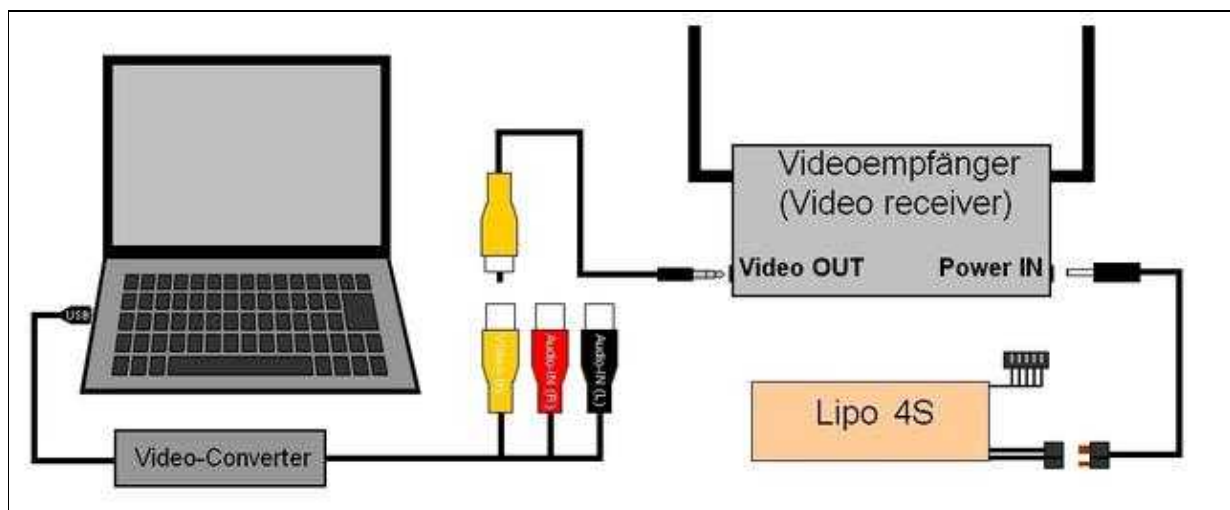 Videoempfänger
(Video receiver)
Video OUT
Power IN
USB
Video-IN
Audio-IN (R)
Audio-IN (L)
Lipo 4S
Video-Converter